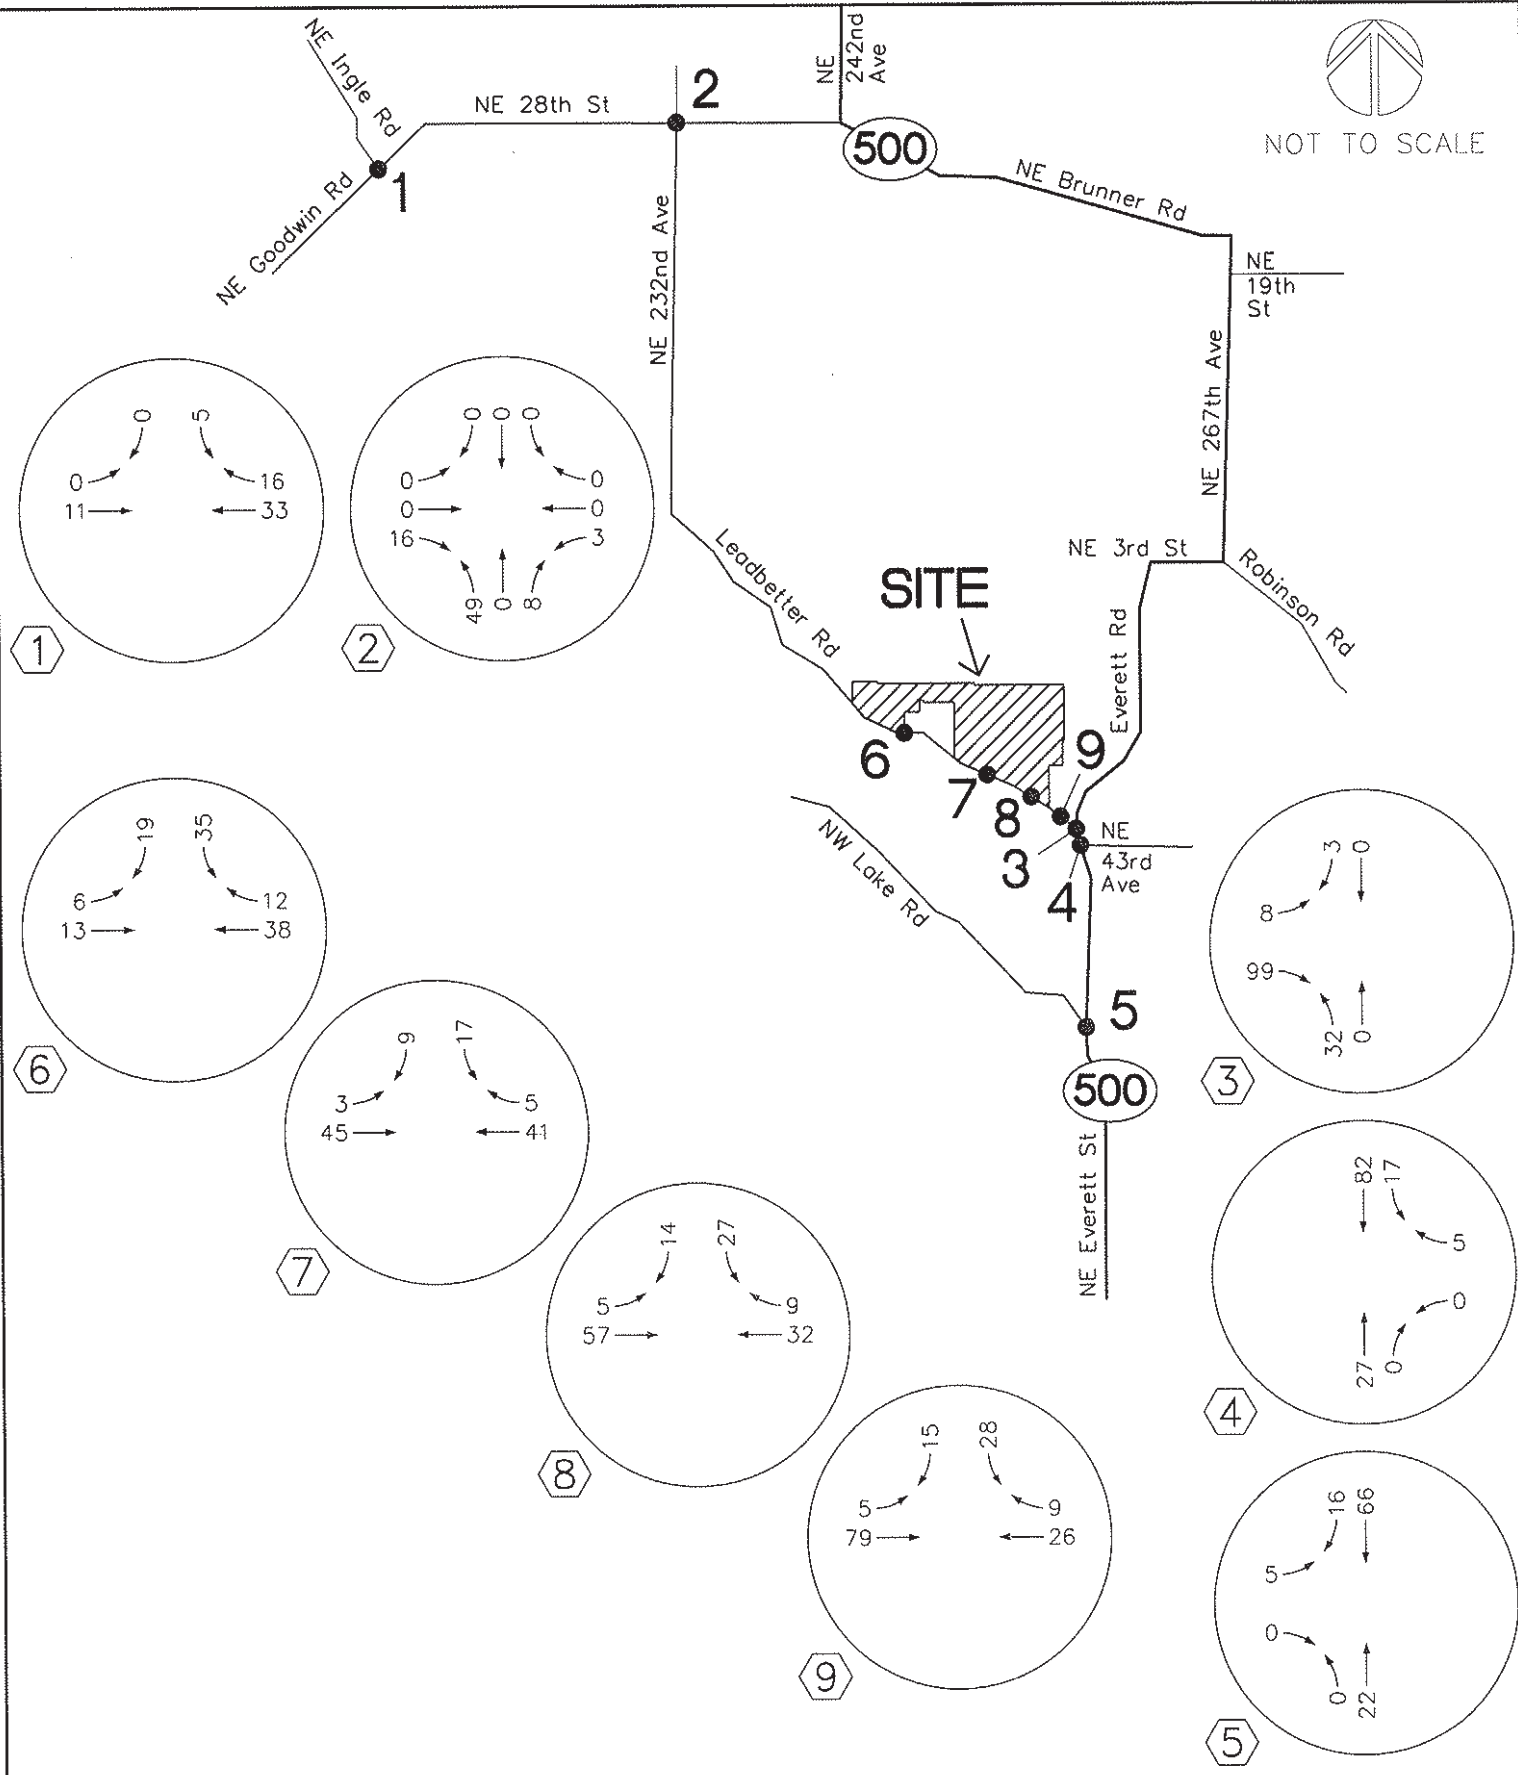 NE Ingle Rd
NE 28th St
2
NE
242nd
Ave
500
NOT TO SCALE
1
NE Goodwin Rd
NE 232nd Ave
NE Brunner Rd
NE
19th
St
NE 267th Ave
NE 3rd St
Robinson Rd
Leadbetter Rd
SITE
Everett Rd
6
7
8
9
3
4
NE
43rd
Ave
NW Lake Rd
5
500
NE Everett St
0 5
0 16
11 33
1
0 0 0
0 0
0 0
16 3
49 0 8
2
19 35
6 12
13 38
6
9 17
3 5
45 41
7
14 27
5 9
57 32
8
15 28
5 9
79 26
9
3 0
8
99
32 0
3
82 17
5
0
27 0
4
16 66
5
0
0 22
5